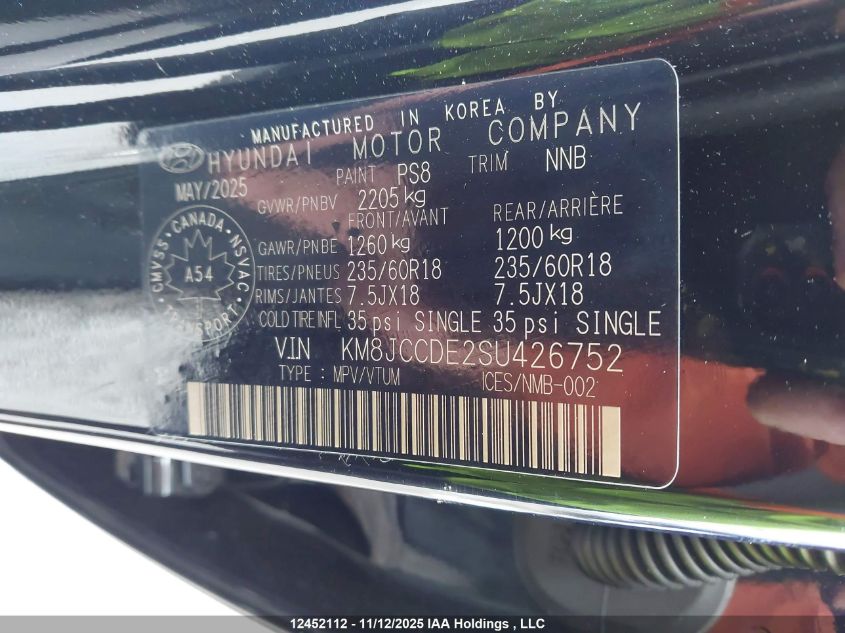 MANUFACTURED IN KOREA BY
HYUNDAI MOTOR COMPANY
MAY/2025 PAINT PS8 TRIM NNB
GVWR/PNBV 2205 kg
FRONT/AVANT REAR/ARRIÈRE
GAWR/PNBE 1260 kg 1200 kg
TIRES/PNEUS 235/60R18 235/60R18
RIMS/JANTES 7.5JX18 7.5JX18
COLD TIRE INFL 35 psi SINGLE 35 psi SINGLE
CMVSS · CANADA · NSVAC
A54
TRANSPORT
V.I.N KM8JCCDE2SU426752
TYPE : MPV/VTUM ICES/NMB-002
12452112 - 11/12/2025 IAA Holdings , LLC